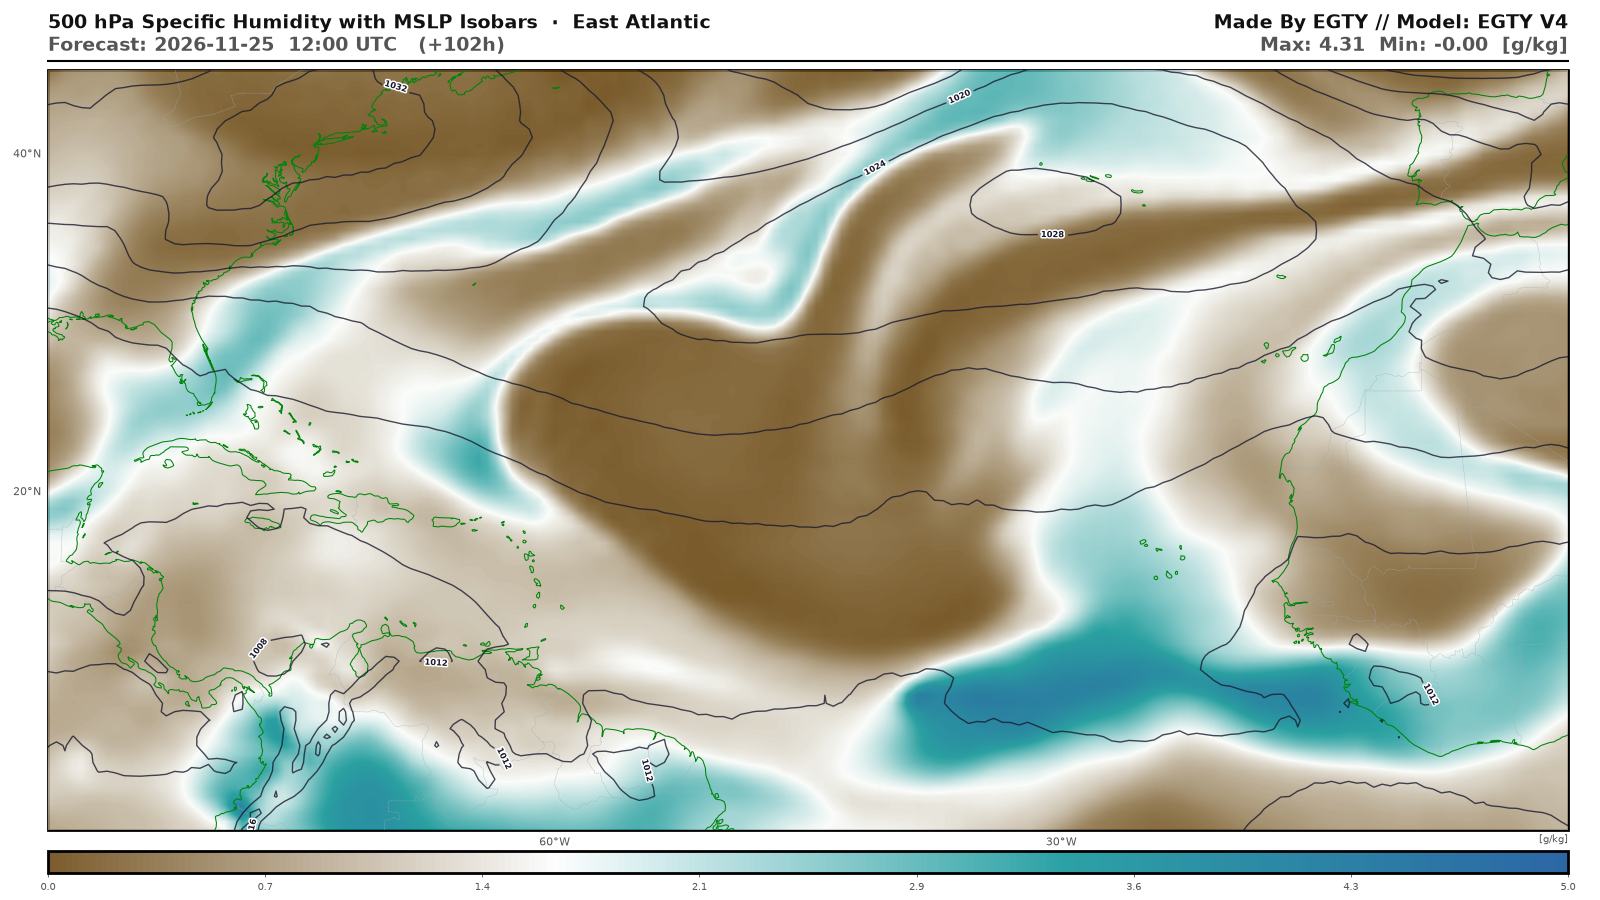 500 hPa Specific Humidity with MSLP Isobars · East Atlantic
Made By EGTY // Model: EGTY V4
Forecast: 2026-11-25 12:00 UTC (+102h)
Max: 4.31 Min: -0.00 [g/kg]
1032
1020
40°N
1024
1028
20°N
1008
1012
1012
1012
1012
16
60°W
30°W
[g/kg]
0.0
0.7
1.4
2.1
2.9
3.6
4.3
5.0